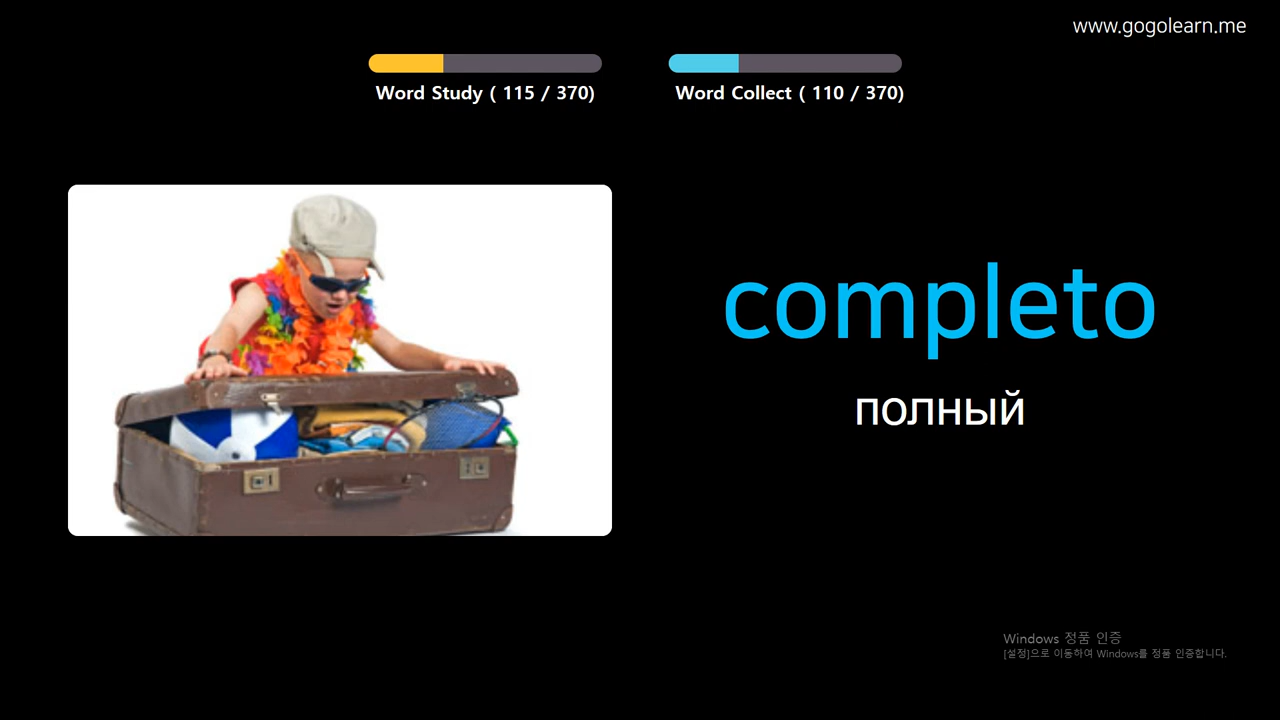 www.gogolearn.me
Word Study ( 115 / 370)
Word Collect ( 110 / 370)
completo
полный
Windows 정품 인증
[설정]으로 이동하여 Windows를 정품 인증합니다.